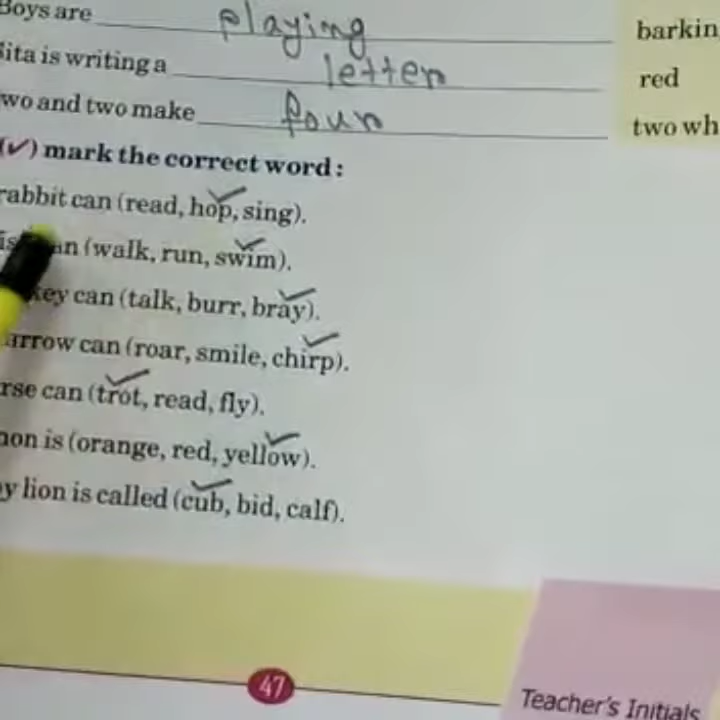 Boys are playing barkin
ita is writing a letter red
wo and two make four two wh
(✓) mark the correct word :
rabbit can (read, hop, sing).
an (walk, run, swim).
key can (talk, burr, bray).
arrow can (roar, smile, chirp).
rse can (trot, read, fly).
on is (orange, red, yellow).
y lion is called (cub, bid, calf).
47
Teacher's Initials